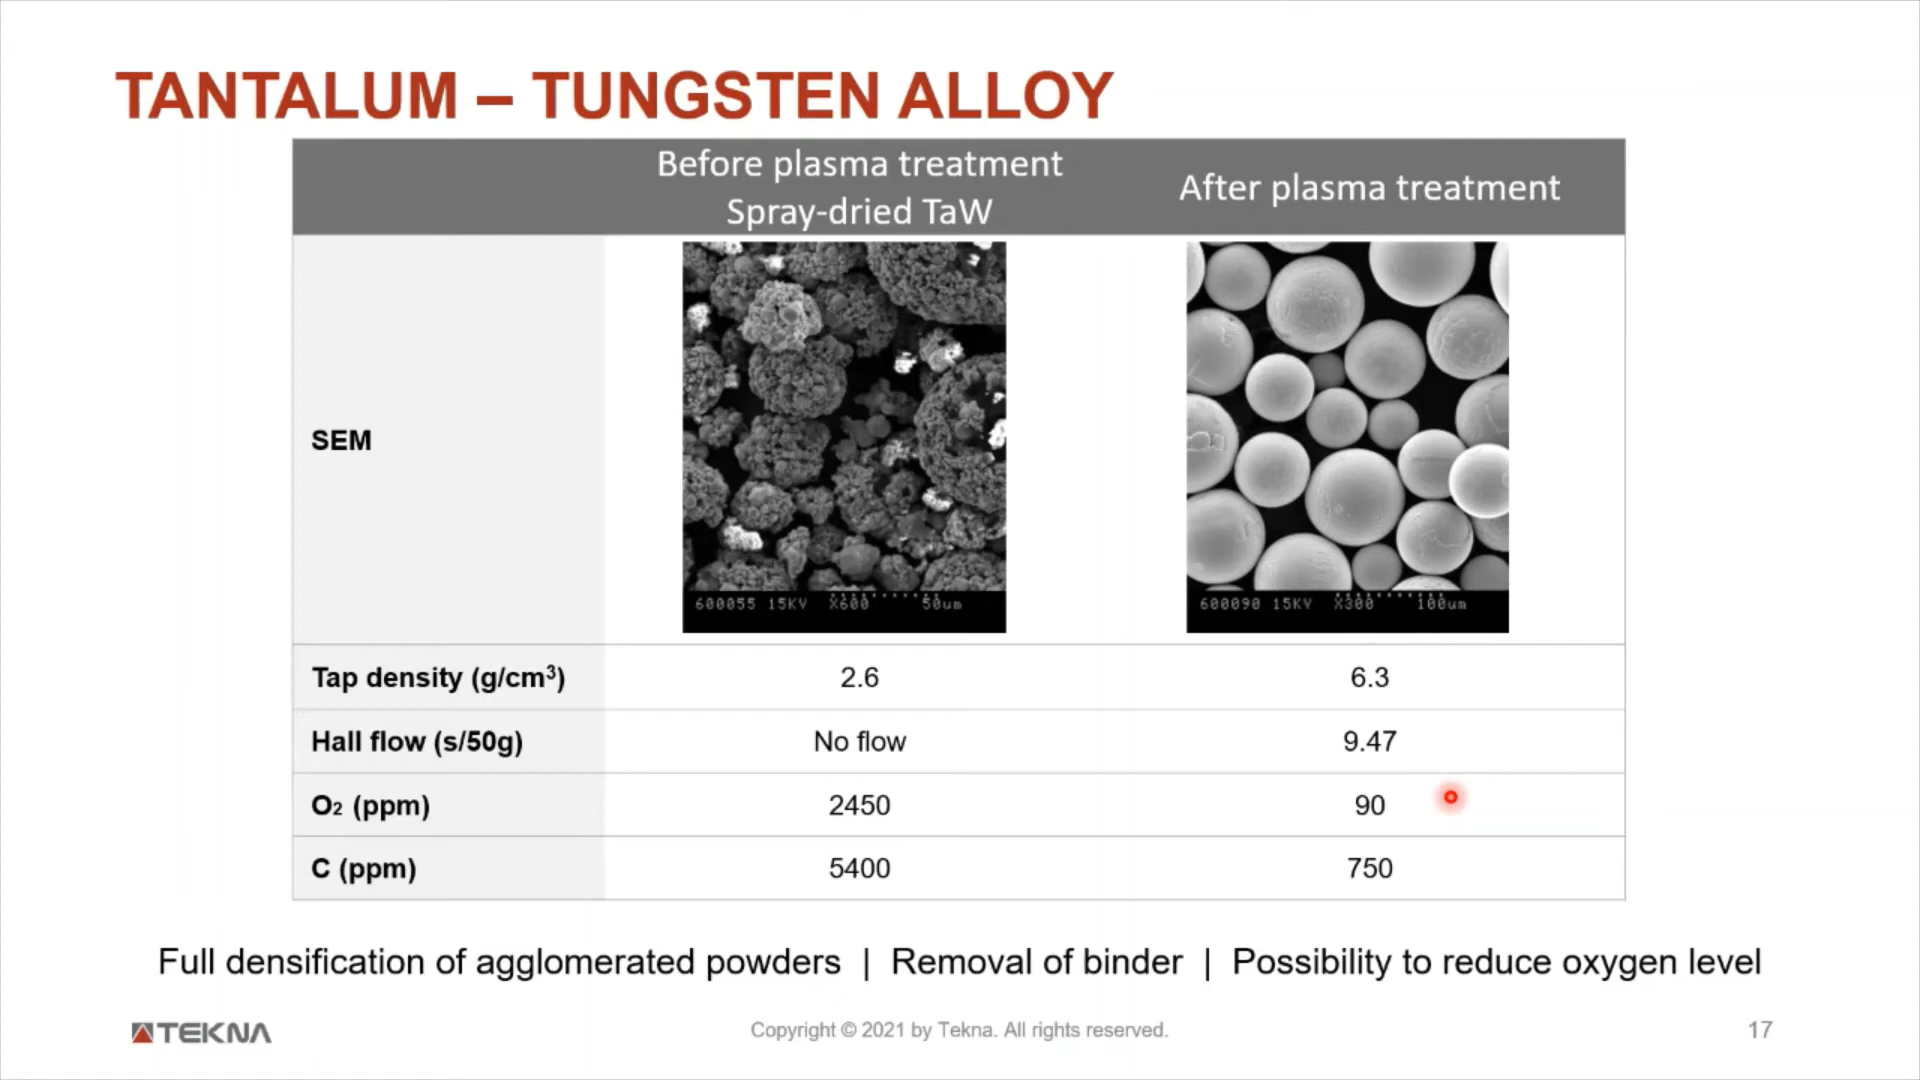 TANTALUM – TUNGSTEN ALLOY
Before plasma treatment
Spray-dried TaW
After plasma treatment
SEM
600055 15KV X600 50um
600090 15KV X300 100um
Tap density (g/cm³) 2.6 6.3
Hall flow (s/50g) No flow 9.47
O₂ (ppm) 2450 90
C (ppm) 5400 750
Full densification of agglomerated powders | Removal of binder | Possibility to reduce oxygen level
TEKNA
Copyright © 2021 by Tekna. All rights reserved.
17